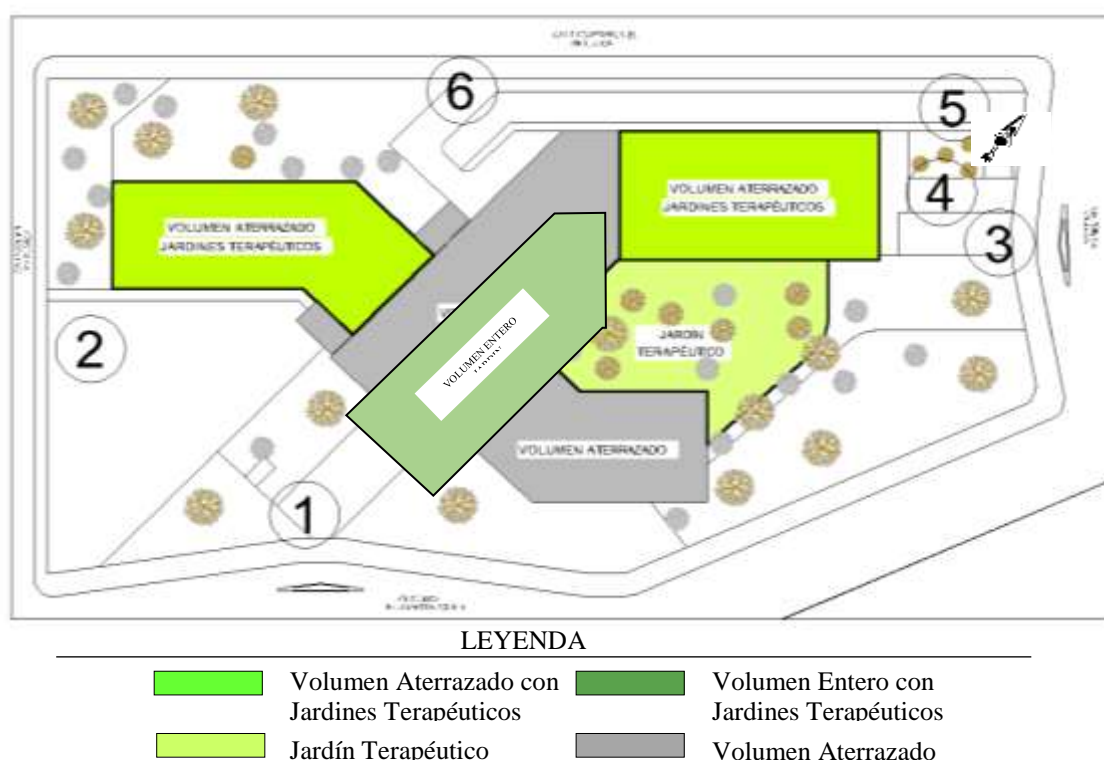 6
5
VOLUMEN ATERRAZADO
JARDINES TERAPÉUTICOS
4
VOLUMEN ATERRAZADO
JARDINES TERAPÉUTICOS
3
2
VOLUMEN ENTERO
JARDIN
TERAPÉUTICO
VOLUMEN ATERRAZADO
1
LEYENDA
Volumen Aterrazado con
Jardines Terapéuticos
Volumen Entero con
Jardines Terapéuticos
Jardín Terapéutico
Volumen Aterrazado